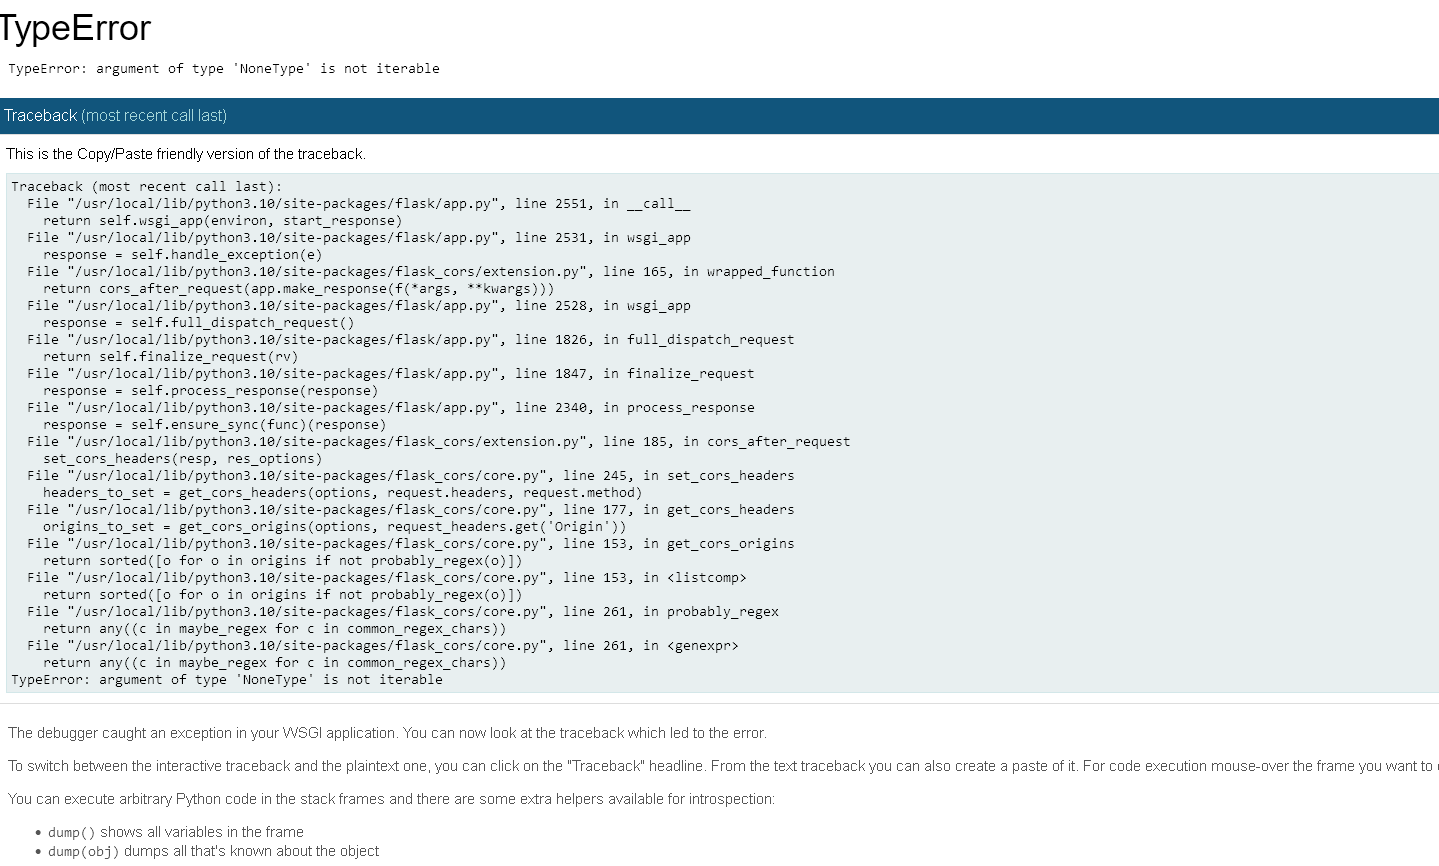 TypeError
TypeError: argument of type 'NoneType' is not iterable
Traceback (most recent call last)
This is the Copy/Paste friendly version of the traceback.
Traceback (most recent call last):
  File "/usr/local/lib/python3.10/site-packages/flask/app.py", line 2551, in __call__
    return self.wsgi_app(environ, start_response)
  File "/usr/local/lib/python3.10/site-packages/flask/app.py", line 2531, in wsgi_app
    response = self.handle_exception(e)
  File "/usr/local/lib/python3.10/site-packages/flask_cors/extension.py", line 165, in wrapped_function
    return cors_after_request(app.make_response(f(*args, **kwargs)))
  File "/usr/local/lib/python3.10/site-packages/flask/app.py", line 2528, in wsgi_app
    response = self.full_dispatch_request()
  File "/usr/local/lib/python3.10/site-packages/flask/app.py", line 1826, in full_dispatch_request
    return self.finalize_request(rv)
  File "/usr/local/lib/python3.10/site-packages/flask/app.py", line 1847, in finalize_request
    response = self.process_response(response)
  File "/usr/local/lib/python3.10/site-packages/flask/app.py", line 2340, in process_response
    response = self.ensure_sync(func)(response)
  File "/usr/local/lib/python3.10/site-packages/flask_cors/extension.py", line 185, in cors_after_request
    set_cors_headers(resp, res_options)
  File "/usr/local/lib/python3.10/site-packages/flask_cors/core.py", line 245, in set_cors_headers
    headers_to_set = get_cors_headers(options, request.headers, request.method)
  File "/usr/local/lib/python3.10/site-packages/flask_cors/core.py", line 177, in get_cors_headers
    origins_to_set = get_cors_origins(options, request_headers.get('Origin'))
  File "/usr/local/lib/python3.10/site-packages/flask_cors/core.py", line 153, in get_cors_origins
    return sorted([o for o in origins if not probably_regex(o)])
  File "/usr/local/lib/python3.10/site-packages/flask_cors/core.py", line 153, in <listcomp>
    return sorted([o for o in origins if not probably_regex(o)])
  File "/usr/local/lib/python3.10/site-packages/flask_cors/core.py", line 261, in probably_regex
    return any((c in maybe_regex for c in common_regex_chars))
  File "/usr/local/lib/python3.10/site-packages/flask_cors/core.py", line 261, in <genexpr>
    return any((c in maybe_regex for c in common_regex_chars))
TypeError: argument of type 'NoneType' is not iterable
The debugger caught an exception in your WSGI application. You can now look at the traceback which led to the error.
To switch between the interactive traceback and the plaintext one, you can click on the "Traceback" headline. From the text traceback you can also create a paste of it. For code execution mouse-over the frame you want to
You can execute arbitrary Python code in the stack frames and there are some extra helpers available for introspection:
• dump() shows all variables in the frame
• dump(obj) dumps all that's known about the object